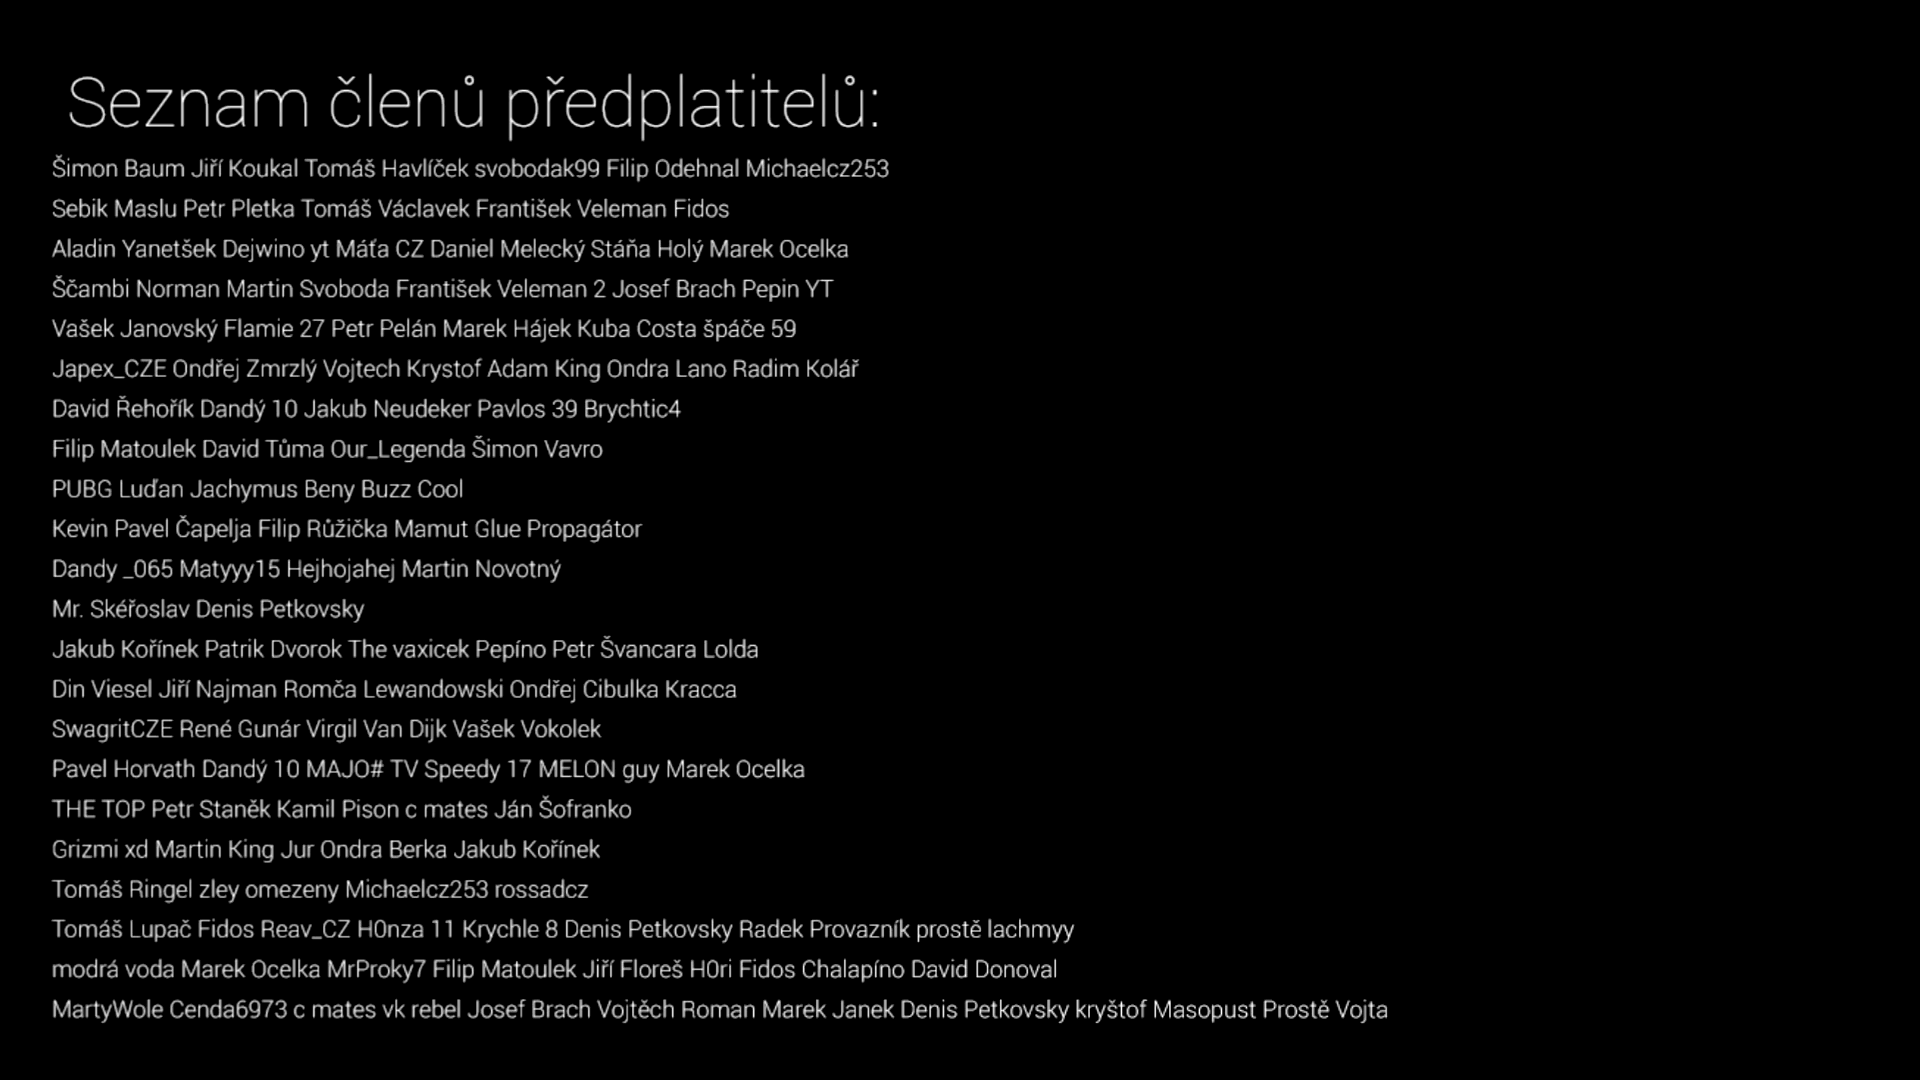 Seznam členů předplatitelů:
Šimon Baum Jiří Koukal Tomáš Havlíček svobodak99 Filip Odehnal Michaelcz253
Sebik Maslu Petr Pletka Tomáš Václavek František Veleman Fidos
Aladin Yanetšek Dejwino yt Máťa CZ Daniel Melecký Stáňa Holý Marek Ocelka
Ščambi Norman Martin Svoboda František Veleman 2 Josef Brach Pepin YT
Vašek Janovský Flamie 27 Petr Pelán Marek Hájek Kuba Costa špáče 59
Japex_CZE Ondřej Zmrzlý Vojtech Krystof Adam King Ondra Lano Radim Kolář
David Řehořík Dandý 10 Jakub Neudeker Pavlos 39 Brychtic4
Filip Matoulek David Tůma Our_Legenda Šimon Vavro
PUBG Luďan Jachymus Beny Buzz Cool
Kevin Pavel Čapelja Filip Růžička Mamut Glue Propagátor
Dandy _065 Matyyy15 Hejhojahej Martin Novotný
Mr. Skéřoslav Denis Petkovsky
Jakub Kořínek Patrik Dvorok The vaxicek Pepíno Petr Švancara Lolda
Din Viesel Jiří Najman Romča Lewandowski Ondřej Cibulka Kracca
SwagritCZE René Gunár Virgil Van Dijk Vašek Vokolek
Pavel Horvath Dandý 10 MAJO# TV Speedy 17 MELON guy Marek Ocelka
THE TOP Petr Staněk Kamil Pison c mates Ján Šofranko
Grizmi xd Martin King Jur Ondra Berka Jakub Kořínek
Tomáš Ringel zley omezeny Michaelcz253 rossadcz
Tomáš Lupač Fidos Reav_CZ H0nza 11 Krychle 8 Denis Petkovsky Radek Provazník prostě lachmyy
modrá voda Marek Ocelka MrProky7 Filip Matoulek Jiří Floreš H0ri Fidos Chalapíno David Donoval
MartyWole Cenda6973 c mates vk rebel Josef Brach Vojtěch Roman Marek Janek Denis Petkovsky kryštof Masopust Prostě Vojta